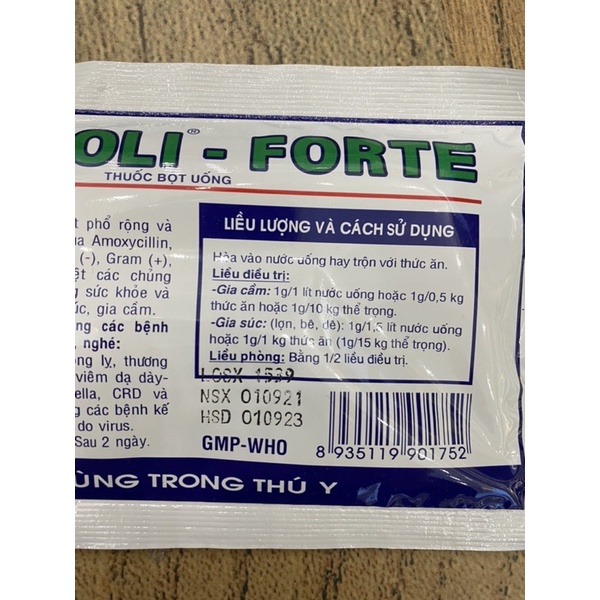 OLI® - FORTE
THUỐC BỘT UỐNG
phổ rộng và
Amoxycillin,
(-), Gram (+),
các chủng
sức khỏe và
gia cầm.
các bệnh
nghé:
lỵ, thương
viêm dạ dày-
CRD và
các bệnh kế
do virus.
Sau 2 ngày.
LIỀU LƯỢNG VÀ CÁCH SỬ DỤNG
Hòa vào nước uống hay trộn với thức ăn.
Liều điều trị:
-Gia cầm: 1g/1 lít nước uống hoặc 1g/0,5 kg
thức ăn hoặc 1g/10 kg thể trọng.
-Gia súc: (lợn, bê, dê): 1g/1,5 lít nước uống
hoặc 1g/1 kg thức ăn (1g/15 kg thể trọng).
Liều phòng: Bằng 1/2 liều điều trị.
LOSX 1539
NSX 010921
HSD 010923
GMP-WHO
8 935119 901752
ÙNG TRONG THÚ Y